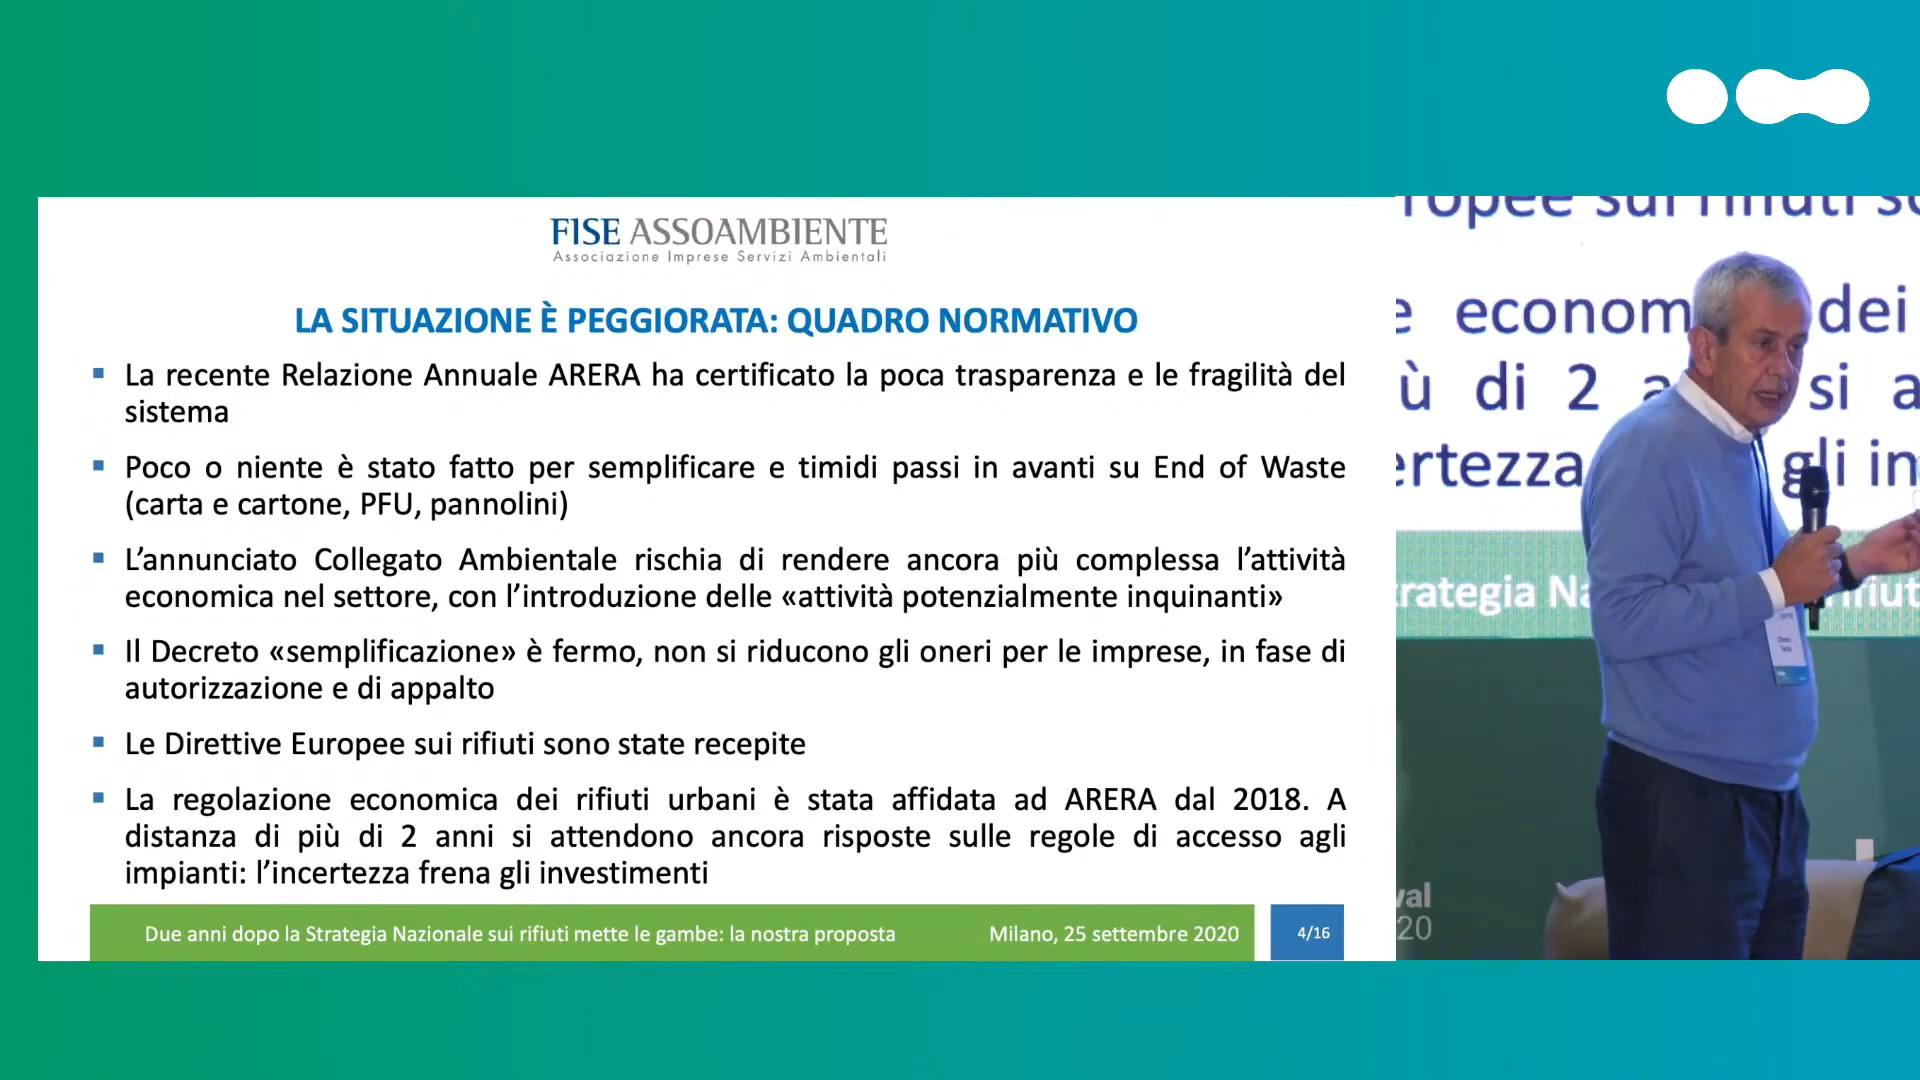 FISE ASSOAMBIENTE
Associazione Imprese Servizi Ambientali
LA SITUAZIONE È PEGGIORATA: QUADRO NORMATIVO
La recente Relazione Annuale ARERA ha certificato la poca trasparenza e le fragilità del
sistema
Poco o niente è stato fatto per semplificare e timidi passi in avanti su End of Waste
(carta e cartone, PFU, pannolini)
L’annunciato Collegato Ambientale rischia di rendere ancora più complessa l’attività
economica nel settore, con l’introduzione delle «attività potenzialmente inquinanti»
Il Decreto «semplificazione» è fermo, non si riducono gli oneri per le imprese, in fase di
autorizzazione e di appalto
Le Direttive Europee sui rifiuti sono state recepite
La regolazione economica dei rifiuti urbani è stata affidata ad ARERA dal 2018. A
distanza di più di 2 anni si attendono ancora risposte sulle regole di accesso agli
impianti: l’incertezza frena gli investimenti
Due anni dopo la Strategia Nazionale sui rifiuti mette le gambe: la nostra proposta
Milano, 25 settembre 2020
4/16
ropee sui rifiuti so
e econom dei
ù di 2 a si a
ertezza gli in
trategia Na rifiut
val
20